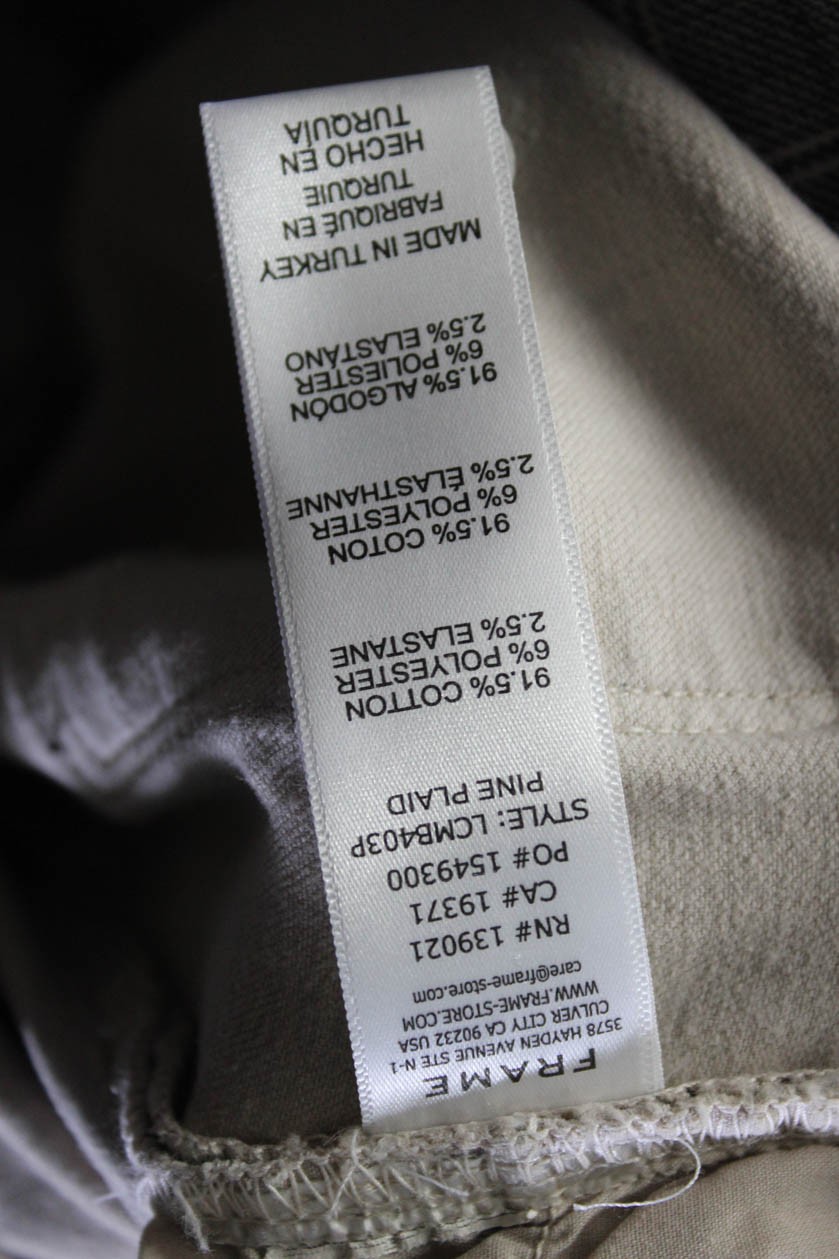 FRAME
3578 HAYDEN AVENUE STE N-1
CULVER CITY CA 90232 USA
WWW.FRAME-STORE.COM
care@frame-store.com
RN# 139021
CA# 19371
PO# 1549300
STYLE: LCMB403P
PINE PLAID
91.5% COTTON
6% POLYESTER
2.5% ELASTANE
91.5% COTON
6% POLYESTER
2.5% ÉLASTHANNE
91.5% ALGODÓN
6% POLIESTER
2.5% ELASTÁNO
MADE IN TURKEY
FABRIQUÉ EN
TURQUIE
HECHO EN
TURQUÍA